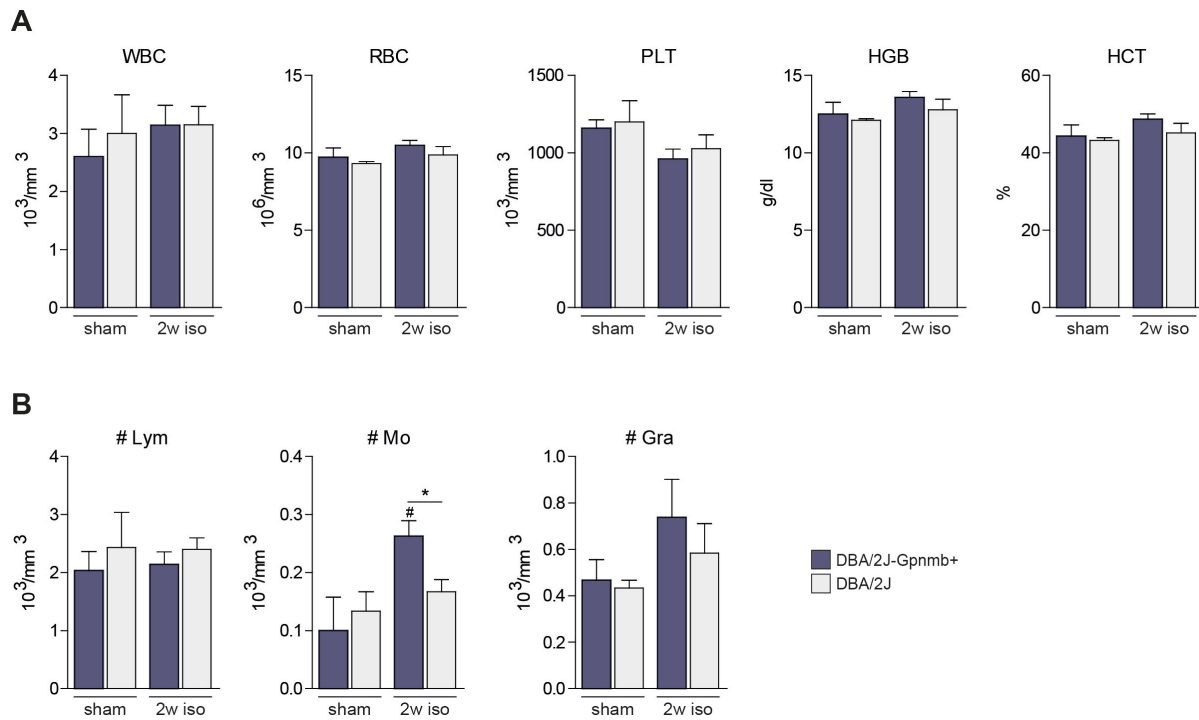 A
WBC
4
3
2
1
0
10³/mm 3
sham
2w iso
RBC
15
10
5
0
10⁶/mm 3
sham
2w iso
PLT
1500
1000
500
0
10³/mm 3
sham
2w iso
HGB
15
10
5
0
g/dl
sham
2w iso
HCT
60
40
20
0
%
sham
2w iso
B
# Lym
4
3
2
1
0
10³/mm 3
sham
2w iso
# Mo
0.4
0.3
0.2
0.1
0.0
10³/mm 3
*
#
sham
2w iso
# Gra
1.0
0.8
0.6
0.4
0.2
0.0
10³/mm 3
sham
2w iso
DBA/2J-Gpnmb+
DBA/2J